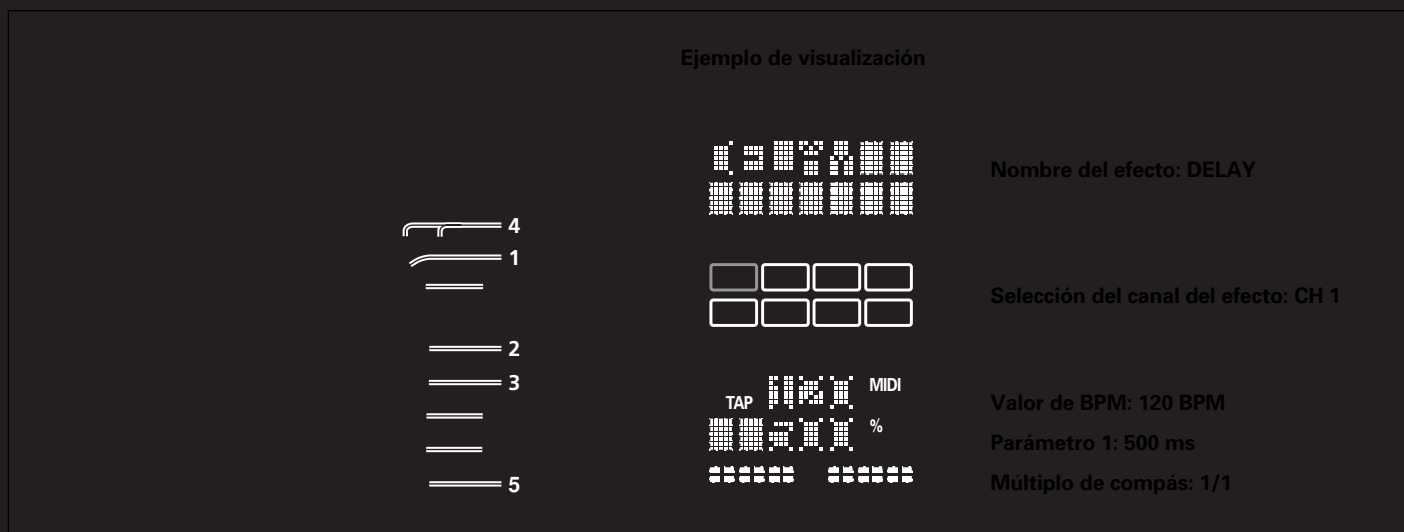 Ejemplo de visualización
Nombre del efecto: DELAY
4
1
Selección del canal del efecto: CH 1
2
3
TAP
MIDI
Valor de BPM: 120 BPM
%
Parámetro 1: 500 ms
5
Múltiplo de compás: 1/1